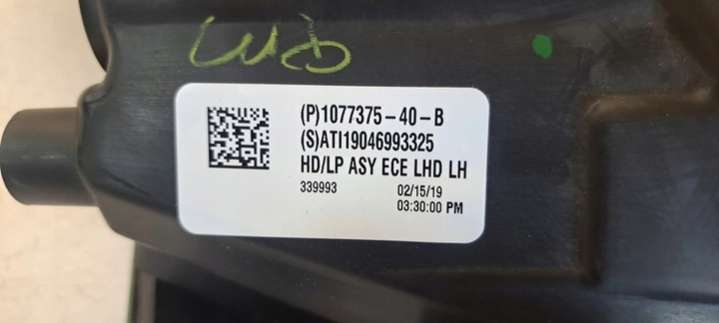 (P)1077375-40-B
(S)ATI19046993325
HD/LP ASY ECE LHD LH
339993 02/15/19
03:30:00 PM